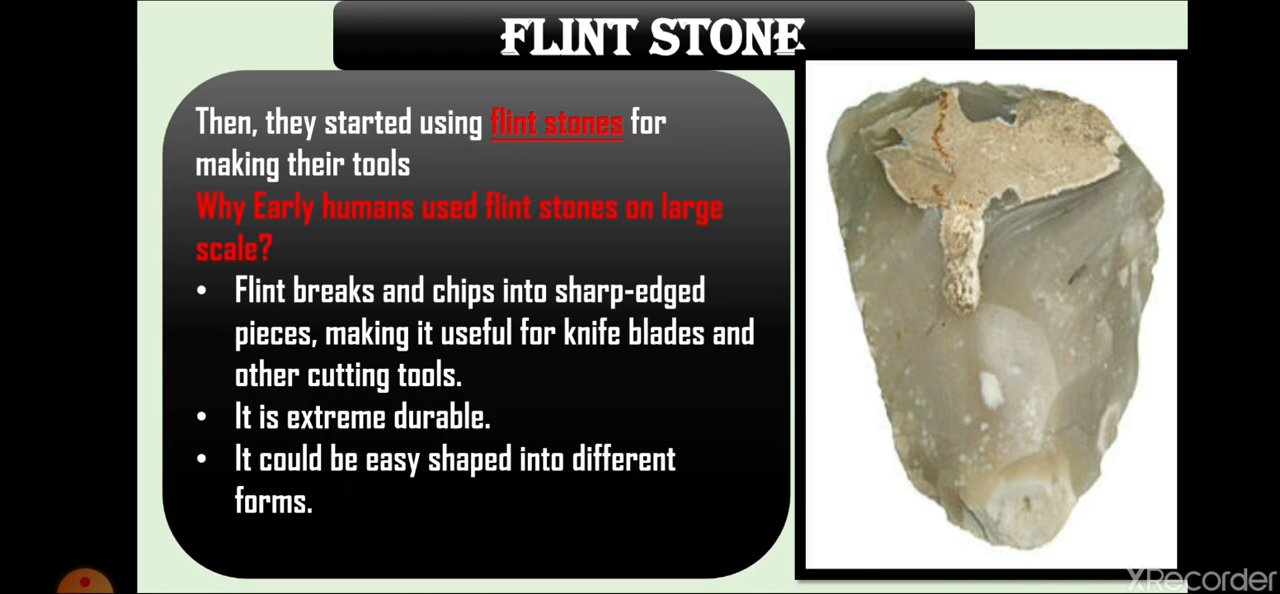 FLINT STONE
Then, they started using flint stones for
making their tools
Why Early humans used flint stones on large
scale?
• Flint breaks and chips into sharp-edged
pieces, making it useful for knife blades and
other cutting tools.
• It is extreme durable.
• It could be easy shaped into different
forms.
XRecorder